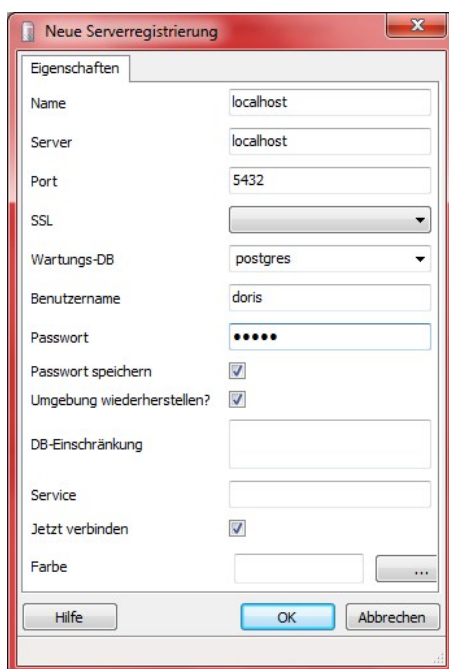 Neue Serverregistrierung
Eigenschaften
Name localhost
Server localhost
Port 5432
SSL
Wartungs-DB postgres
Benutzername doris
Passwort •••••
Passwort speichern
Umgebung wiederherstellen?
DB-Einschränkung
Service
Jetzt verbinden
Farbe ...
Hilfe OK Abbrechen